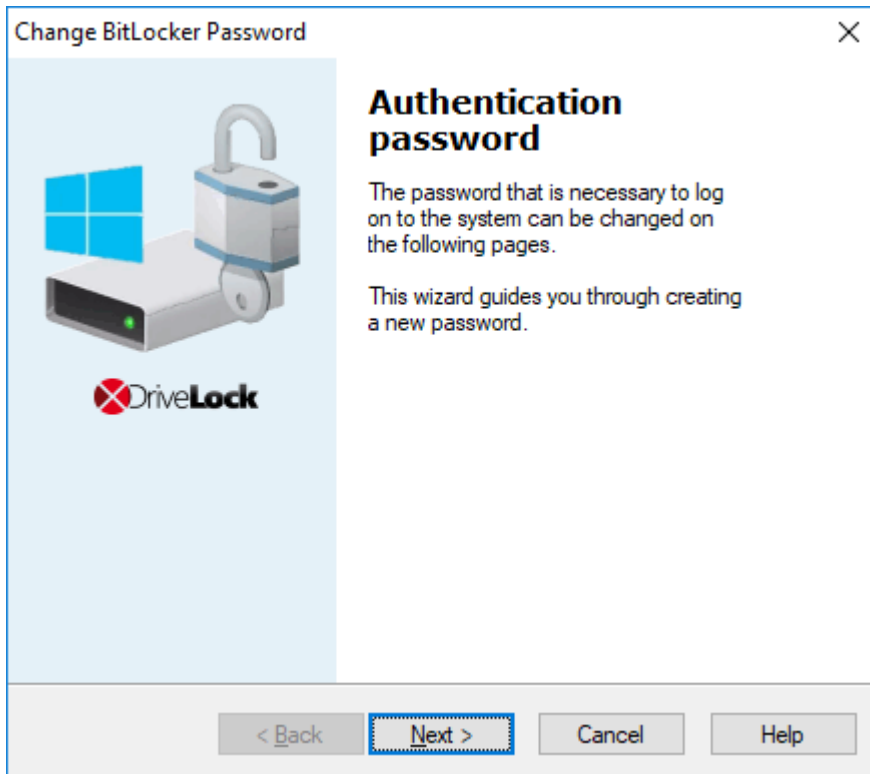 Change BitLocker Password
Authentication
password
The password that is necessary to log
on to the system can be changed on
the following pages.
This wizard guides you through creating
a new password.
DriveLock
< Back
Next >
Cancel
Help